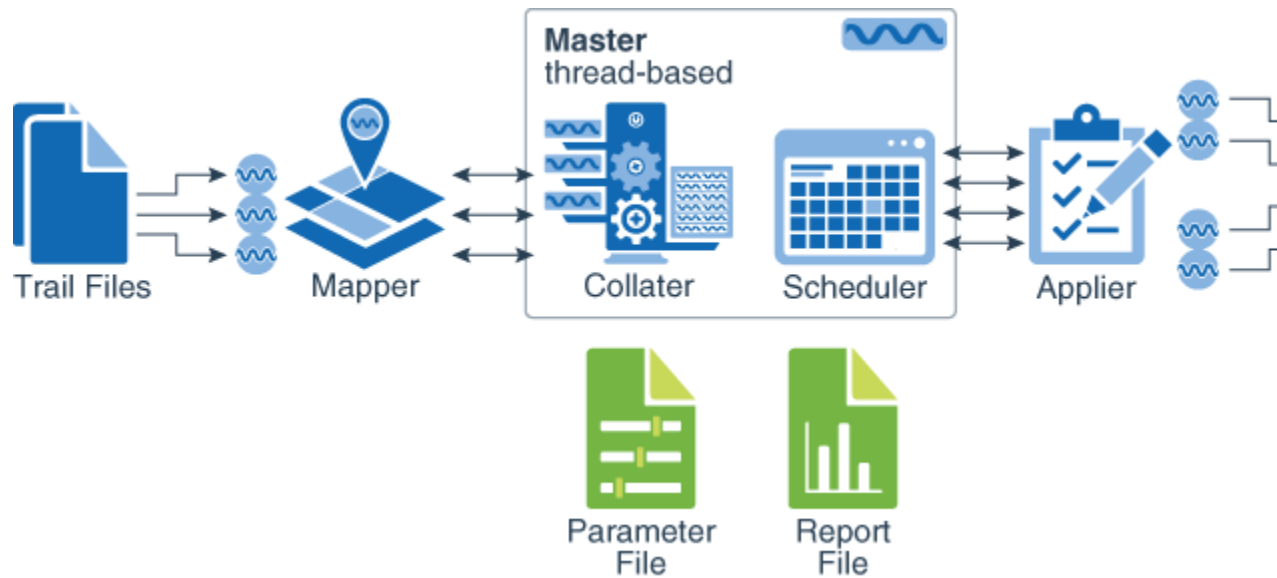 Master
thread-based
Trail Files
Mapper
Collater
Scheduler
Applier
Parameter
File
Report
File